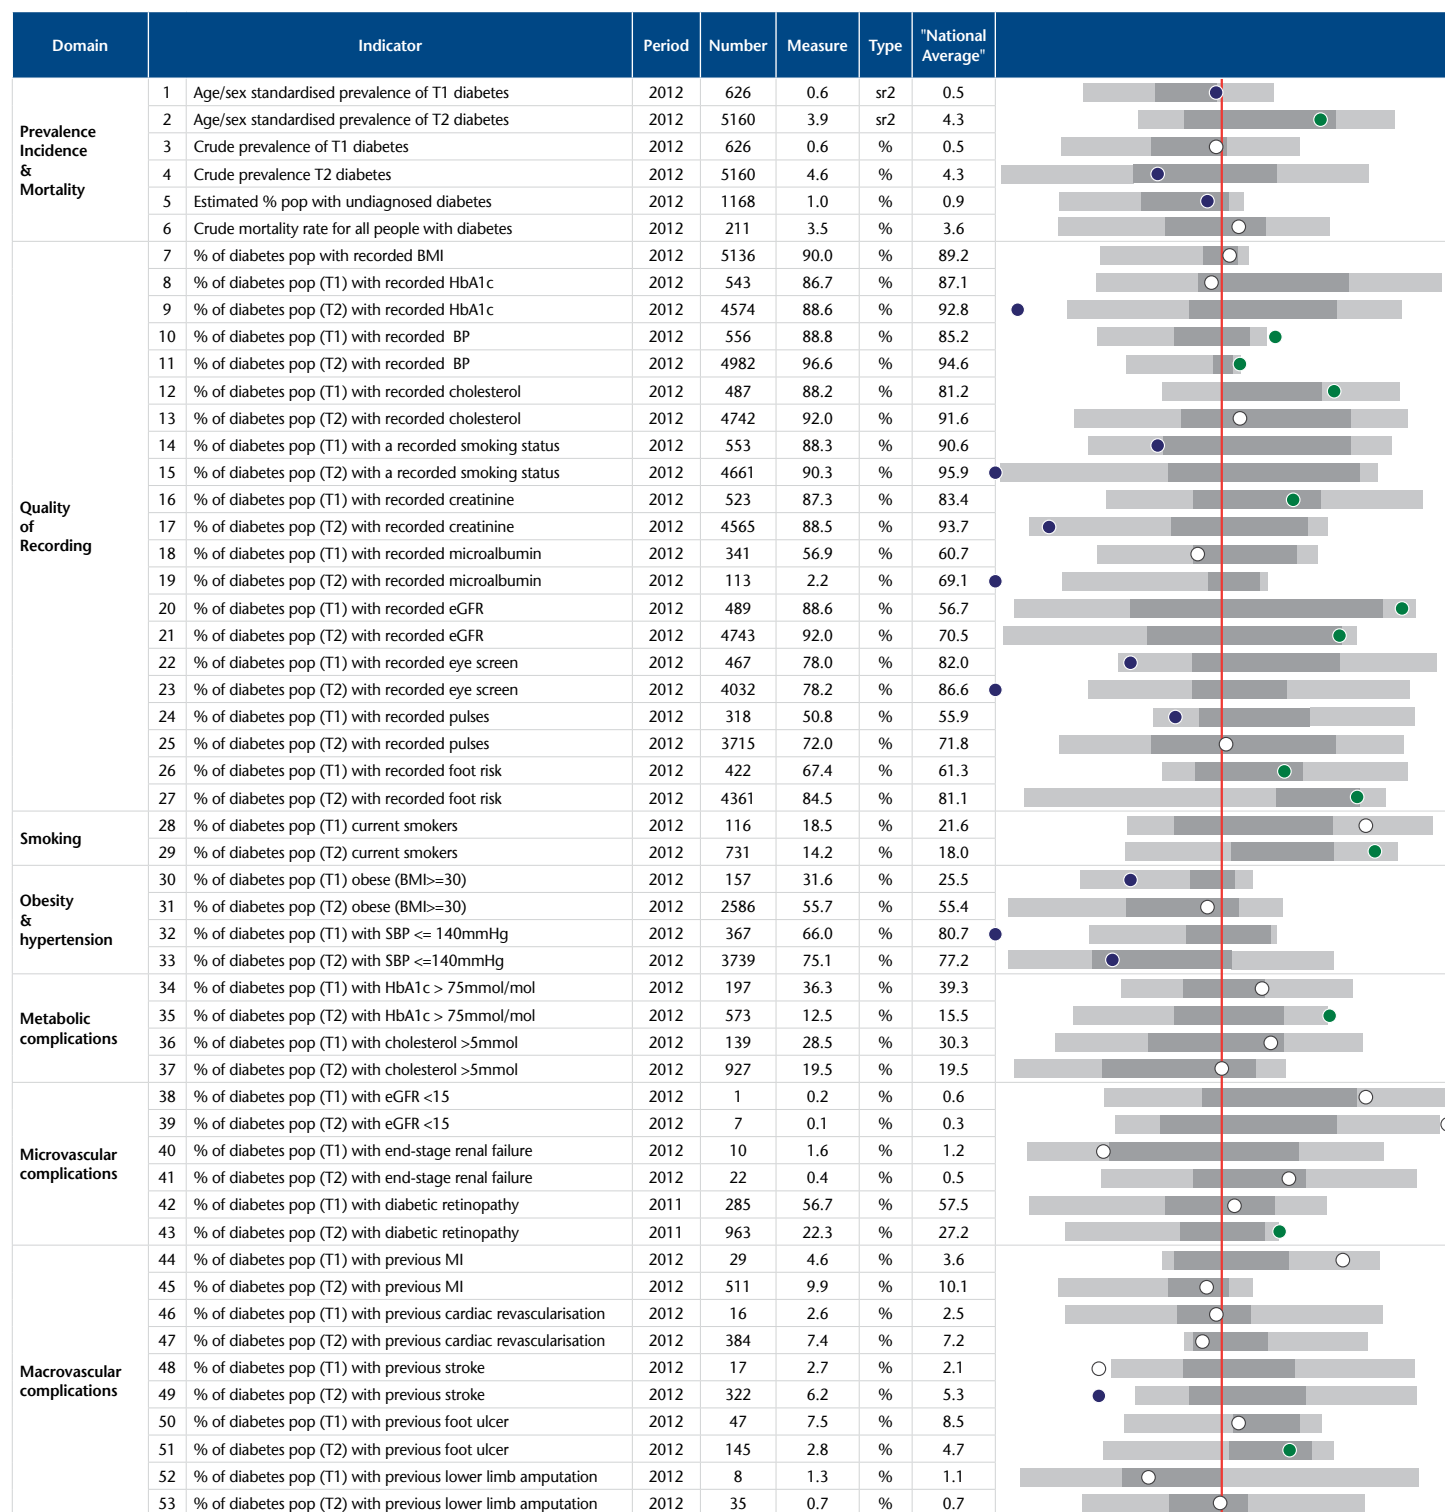 Domain Indicator Period Number Measure Type "National Average"
Prevalence
Incidence
&
Mortality
1 Age/sex standardised prevalence of T1 diabetes 2012 626 0.6 sr2 0.5
2 Age/sex standardised prevalence of T2 diabetes 2012 5160 3.9 sr2 4.3
3 Crude prevalence of T1 diabetes 2012 626 0.6 % 0.5
4 Crude prevalence T2 diabetes 2012 5160 4.6 % 4.3
5 Estimated % pop with undiagnosed diabetes 2012 1168 1.0 % 0.9
6 Crude mortality rate for all people with diabetes 2012 211 3.5 % 3.6
Quality
of
Recording
7 % of diabetes pop with recorded BMI 2012 5136 90.0 % 89.2
8 % of diabetes pop (T1) with recorded HbA1c 2012 543 86.7 % 87.1
9 % of diabetes pop (T2) with recorded HbA1c 2012 4574 88.6 % 92.8
10 % of diabetes pop (T1) with recorded BP 2012 556 88.8 % 85.2
11 % of diabetes pop (T2) with recorded BP 2012 4982 96.6 % 94.6
12 % of diabetes pop (T1) with recorded cholesterol 2012 487 88.2 % 81.2
13 % of diabetes pop (T2) with recorded cholesterol 2012 4742 92.0 % 91.6
14 % of diabetes pop (T1) with a recorded smoking status 2012 553 88.3 % 90.6
15 % of diabetes pop (T2) with a recorded smoking status 2012 4661 90.3 % 95.9
16 % of diabetes pop (T1) with recorded creatinine 2012 523 87.3 % 83.4
17 % of diabetes pop (T2) with recorded creatinine 2012 4565 88.5 % 93.7
18 % of diabetes pop (T1) with recorded microalbumin 2012 341 56.9 % 60.7
19 % of diabetes pop (T2) with recorded microalbumin 2012 113 2.2 % 69.1
20 % of diabetes pop (T1) with recorded eGFR 2012 489 88.6 % 56.7
21 % of diabetes pop (T2) with recorded eGFR 2012 4743 92.0 % 70.5
22 % of diabetes pop (T1) with recorded eye screen 2012 467 78.0 % 82.0
23 % of diabetes pop (T2) with recorded eye screen 2012 4032 78.2 % 86.6
24 % of diabetes pop (T1) with recorded pulses 2012 318 50.8 % 55.9
25 % of diabetes pop (T2) with recorded pulses 2012 3715 72.0 % 71.8
26 % of diabetes pop (T1) with recorded foot risk 2012 422 67.4 % 61.3
27 % of diabetes pop (T2) with recorded foot risk 2012 4361 84.5 % 81.1
Smoking
28 % of diabetes pop (T1) current smokers 2012 116 18.5 % 21.6
29 % of diabetes pop (T2) current smokers 2012 731 14.2 % 18.0
Obesity
&
hypertension
30 % of diabetes pop (T1) obese (BMI>=30) 2012 157 31.6 % 25.5
31 % of diabetes pop (T2) obese (BMI>=30) 2012 2586 55.7 % 55.4
32 % of diabetes pop (T1) with SBP <= 140mmHg 2012 367 66.0 % 80.7
33 % of diabetes pop (T2) with SBP <=140mmHg 2012 3739 75.1 % 77.2
Metabolic
complications
34 % of diabetes pop (T1) with HbA1c > 75mmol/mol 2012 197 36.3 % 39.3
35 % of diabetes pop (T2) with HbA1c > 75mmol/mol 2012 573 12.5 % 15.5
36 % of diabetes pop (T1) with cholesterol >5mmol 2012 139 28.5 % 30.3
37 % of diabetes pop (T2) with cholesterol >5mmol 2012 927 19.5 % 19.5
Microvascular
complications
38 % of diabetes pop (T1) with eGFR <15 2012 1 0.2 % 0.6
39 % of diabetes pop (T2) with eGFR <15 2012 7 0.1 % 0.3
40 % of diabetes pop (T1) with end-stage renal failure 2012 10 1.6 % 1.2
41 % of diabetes pop (T2) with end-stage renal failure 2012 22 0.4 % 0.5
42 % of diabetes pop (T1) with diabetic retinopathy 2011 285 56.7 % 57.5
43 % of diabetes pop (T2) with diabetic retinopathy 2011 963 22.3 % 27.2
Macrovascular
complications
44 % of diabetes pop (T1) with previous MI 2012 29 4.6 % 3.6
45 % of diabetes pop (T2) with previous MI 2012 511 9.9 % 10.1
46 % of diabetes pop (T1) with previous cardiac revascularisation 2012 16 2.6 % 2.5
47 % of diabetes pop (T2) with previous cardiac revascularisation 2012 384 7.4 % 7.2
48 % of diabetes pop (T1) with previous stroke 2012 17 2.7 % 2.1
49 % of diabetes pop (T2) with previous stroke 2012 322 6.2 % 5.3
50 % of diabetes pop (T1) with previous foot ulcer 2012 47 7.5 % 8.5
51 % of diabetes pop (T2) with previous foot ulcer 2012 145 2.8 % 4.7
52 % of diabetes pop (T1) with previous lower limb amputation 2012 8 1.3 % 1.1
53 % of diabetes pop (T2) with previous lower limb amputation 2012 35 0.7 % 0.7